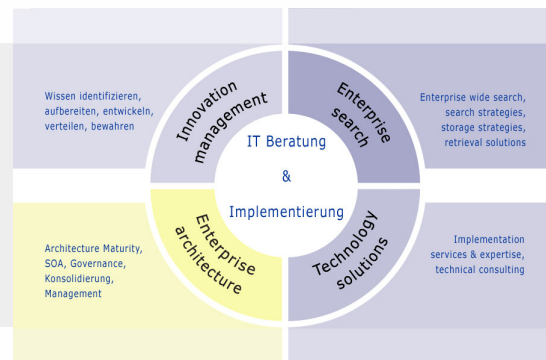 Wissen identifizieren,
aufbereiten, entwickeln,
verteilen, bewahren
Innovation
management
Enterprise
search
Enterprise wide search,
search strategies,
storage strategies,
retrieval solutions
IT Beratung
&
Implementierung
Architecture Maturity,
SOA, Governance,
Konsolidierung,
Management
Enterprise
architecture
Technology
solutions
Implementation
services & expertise,
technical consulting